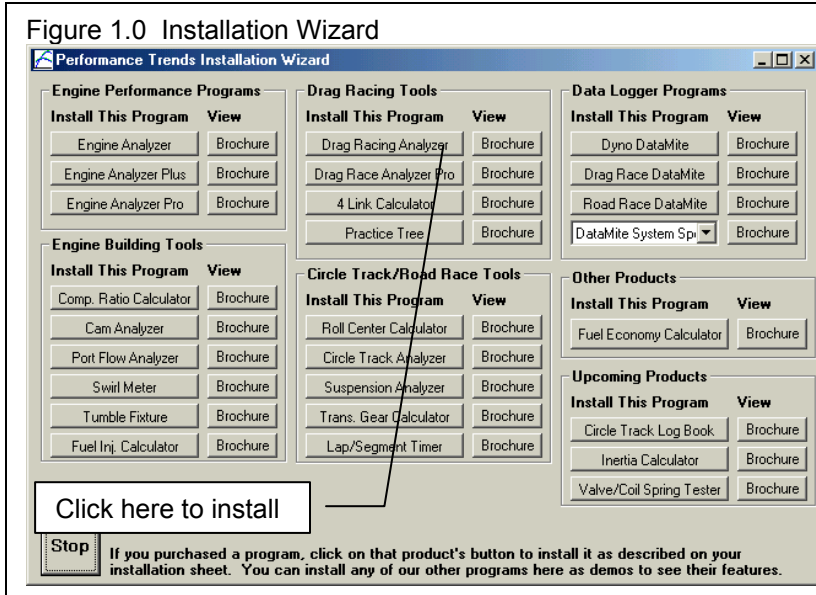 Figure 1.0 Installation Wizard
Performance Trends Installation Wizard
Engine Performance Programs
Install This Program View
Engine Analyzer Brochure
Engine Analyzer Plus Brochure
Engine Analyzer Pro Brochure
Engine Building Tools
Install This Program View
Comp. Ratio Calculator Brochure
Cam Analyzer Brochure
Port Flow Analyzer Brochure
Swirl Meter Brochure
Tumble Fixture Brochure
Fuel Inj. Calculator Brochure
Drag Racing Tools
Install This Program View
Drag Racing Analyzer Brochure
Drag Race Analyzer Pro Brochure
4 Link Calculator Brochure
Practice Tree Brochure
Circle Track/Road Race Tools
Install This Program View
Roll Center Calculator Brochure
Circle Track Analyzer Brochure
Suspension Analyzer Brochure
Trans. Gear Calculator Brochure
Lap/Segment Timer Brochure
Data Logger Programs
Install This Program View
Dyno DataMite Brochure
Drag Race DataMite Brochure
Road Race DataMite Brochure
DataMite System Sp Brochure
Other Products
Install This Program View
Fuel Economy Calculator Brochure
Upcoming Products
Install This Program View
Circle Track Log Book Brochure
Inertia Calculator Brochure
Valve/Coil Spring Tester Brochure
Click here to install
Stop
If you purchased a program, click on that product's button to install it as described on your
installation sheet. You can install any of our other programs here as demos to see their features.